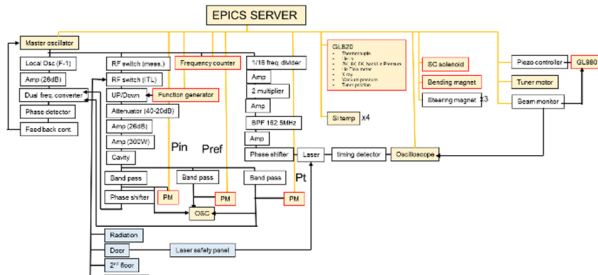 EPICS SERVER
Master oscillator
Local Osc (F-1)
Amp (26dB)
Dual freq. converter
Phase detector
Feedback cont.
RF switch (meas.)
RF switch (ITL)
UP/Down
Attenuator (40-20dB)
Amp (26dB)
Amp (300W)
Cavity
Band pass
Phase shifter
Frequency counter
Function generator
Pin
Pref
Pt
PM
Band pass
PM
OSC
1/16 freq. divider
Amp
2 multiplier
Amp
BPF 162.5MHz
Amp
Phase shifter
Band pass
PM
Laser
timing detector
Oscilloscope
GL820
Si temp
x4
SC solenoid
Bending magnet
Steering magnet
x3
Piezo controller
GL980
Tuner motor
Beam monitor
Radiation
Door
2nd floor
Laser safety panel